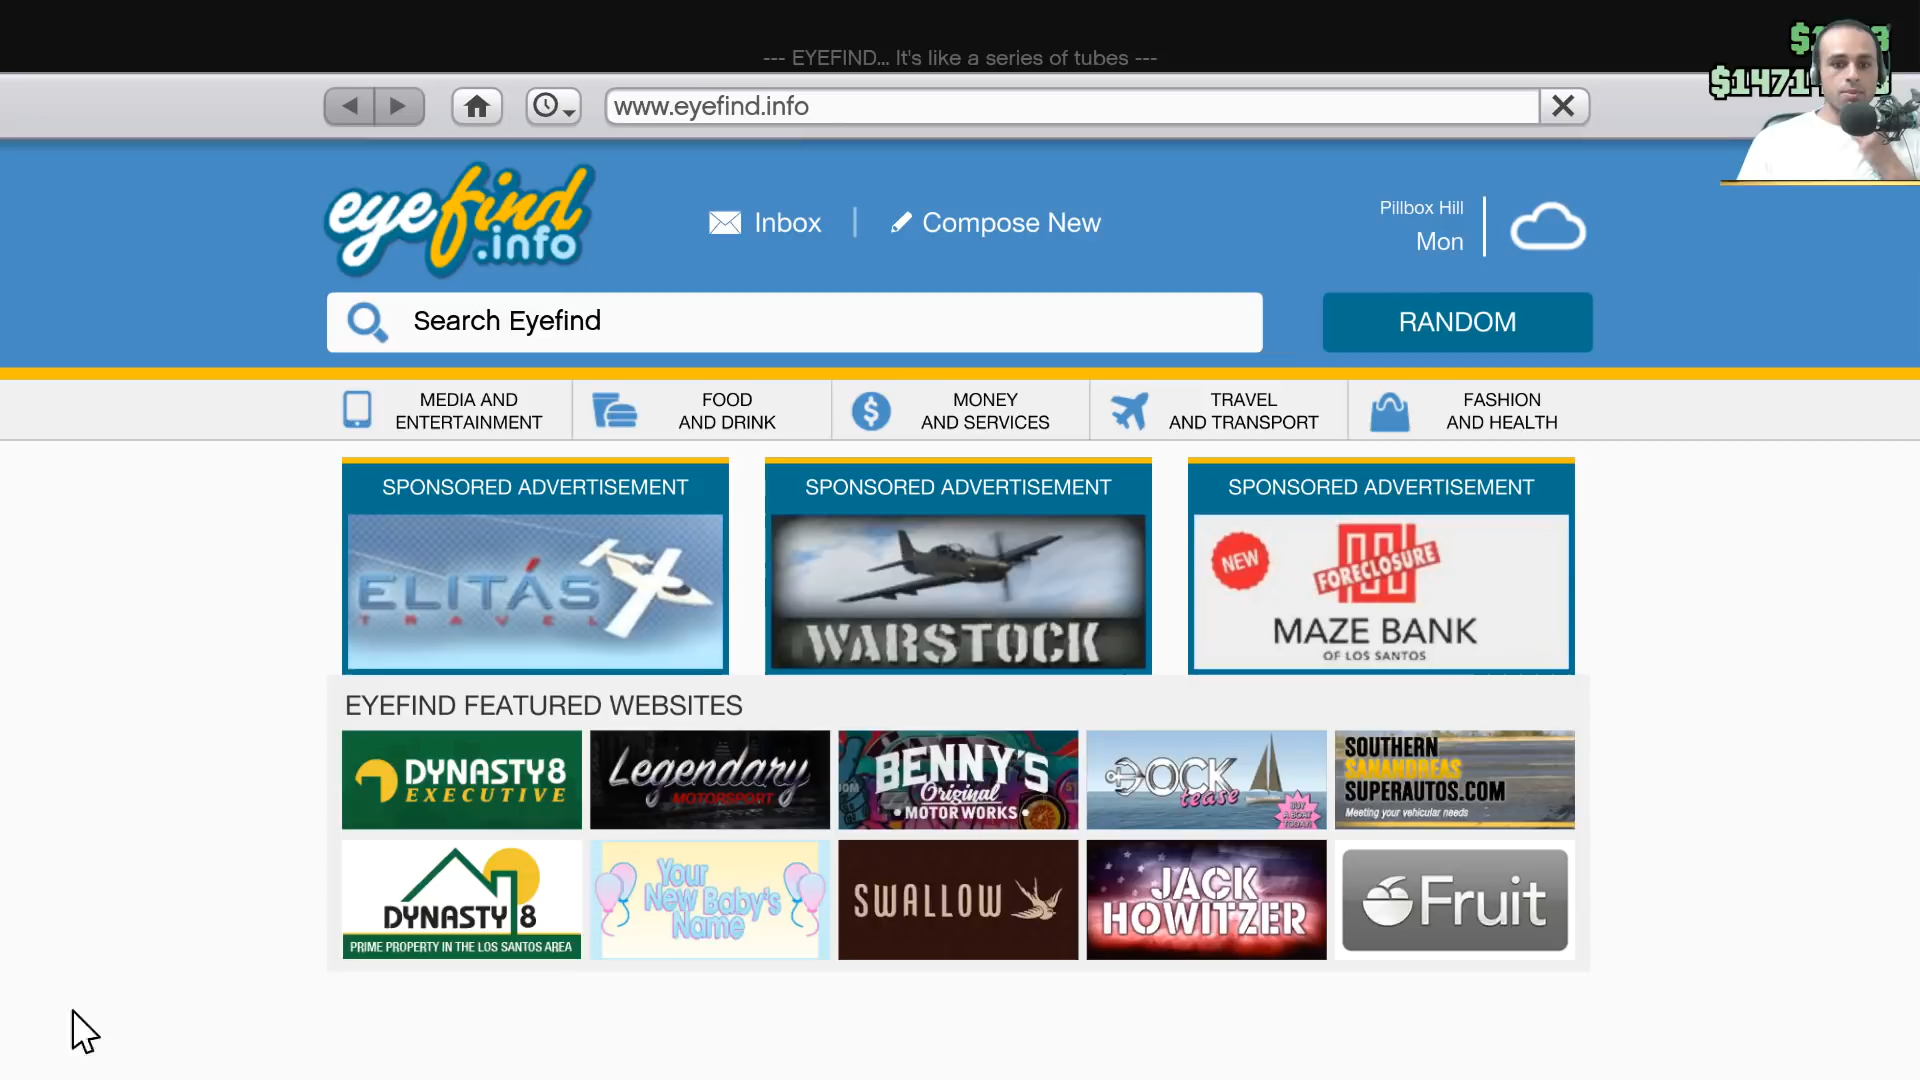 --- EYEFIND... It's like a series of tubes ---
www.eyefind.info
eyefind
.info
Inbox
Compose New
Pillbox Hill
Mon
Search Eyefind
RANDOM
MEDIA AND
ENTERTAINMENT
FOOD
AND DRINK
MONEY
AND SERVICES
TRAVEL
AND TRANSPORT
FASHION
AND HEALTH
SPONSORED ADVERTISEMENT
ELITÁS
TRAVEL
SPONSORED ADVERTISEMENT
WARSTOCK
SPONSORED ADVERTISEMENT
NEW
FORECLOSURE
MAZE BANK
OF LOS SANTOS
EYEFIND FEATURED WEBSITES
DYNASTY8
EXECUTIVE
Legendary
MOTORSPORT
BENNY'S
Original
• MOTOR WORKS •
DOCK
tease
BUY
A BOAT
TODAY!
SOUTHERN
SANANDREAS
SUPERAUTOS.COM
Meeting your vehicular needs
DYNASTY 8
PRIME PROPERTY IN THE LOS SANTOS AREA
Your
New Baby's
Name
SWALLOW
JACK
HOWITZER
Fruit